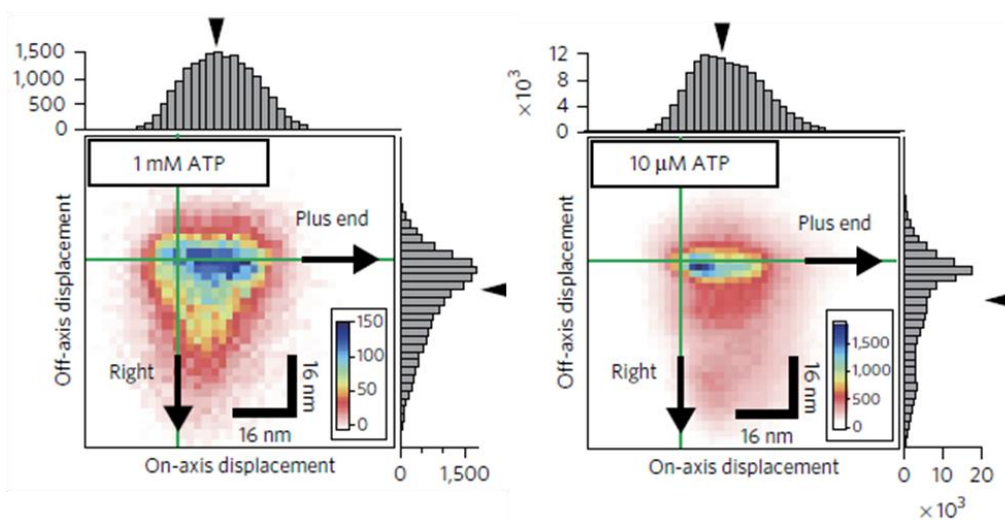 1,500
1,000
500
0
1 mM ATP
Plus end
Off-axis displacement
Right
150
100
50
0
16 nm
16 nm
On-axis displacement
0 1,500
× 10³
12
8
4
0
10 µM ATP
Plus end
Off-axis displacement
Right
1,500
1,000
500
0
16 nm
16 nm
On-axis displacement
0 10 20
× 10³